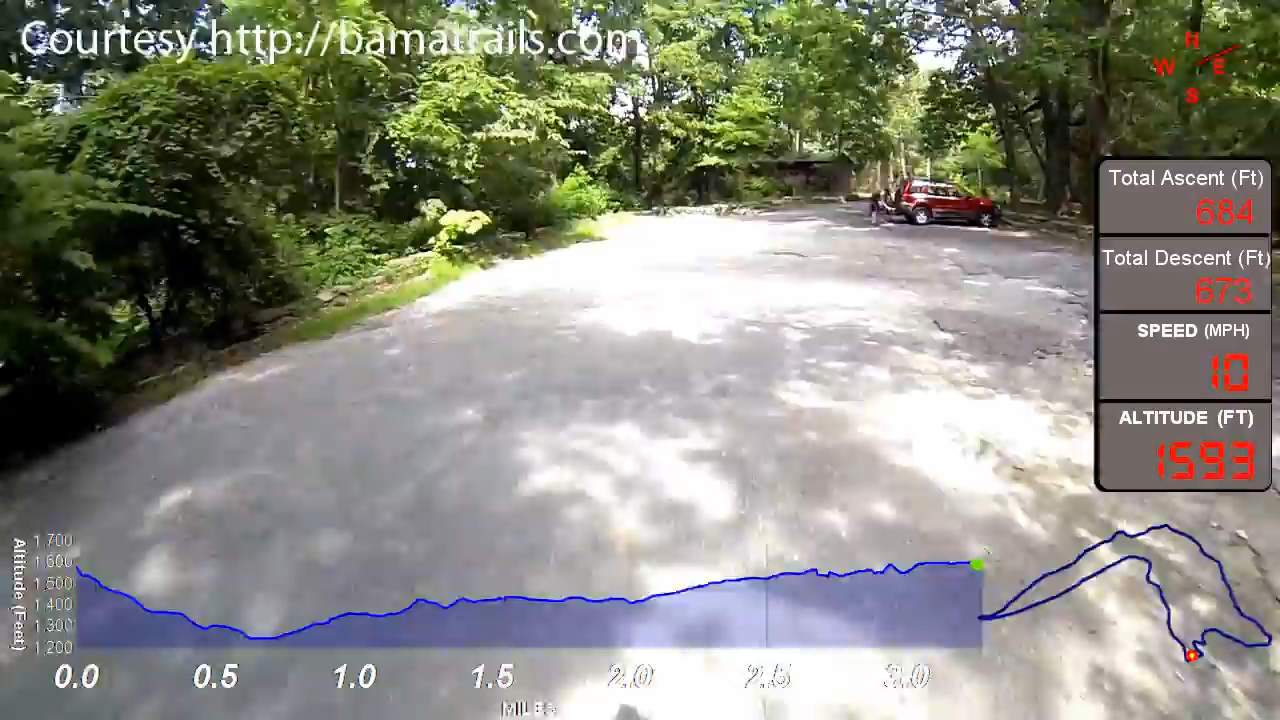 Courtesy http://bamatrails.com
N
W E
S
Total Ascent (Ft)
684
Total Descent (Ft)
673
SPEED (MPH)
10
ALTITUDE (FT)
1593
Altitude (Feet)
1,700
1,600
1,500
1,400
1,300
1,200
0.0 0.5 1.0 1.5 2.0 2.5 3.0
MILES